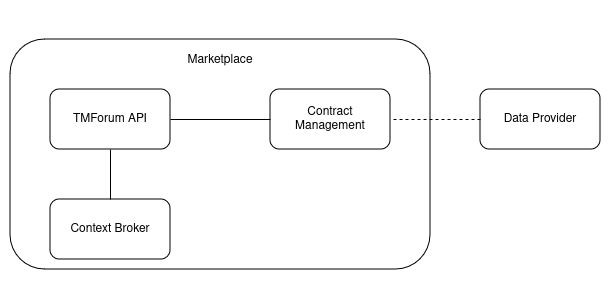 Marketplace
TMForum API
Contract
Management
Data Provider
Context Broker